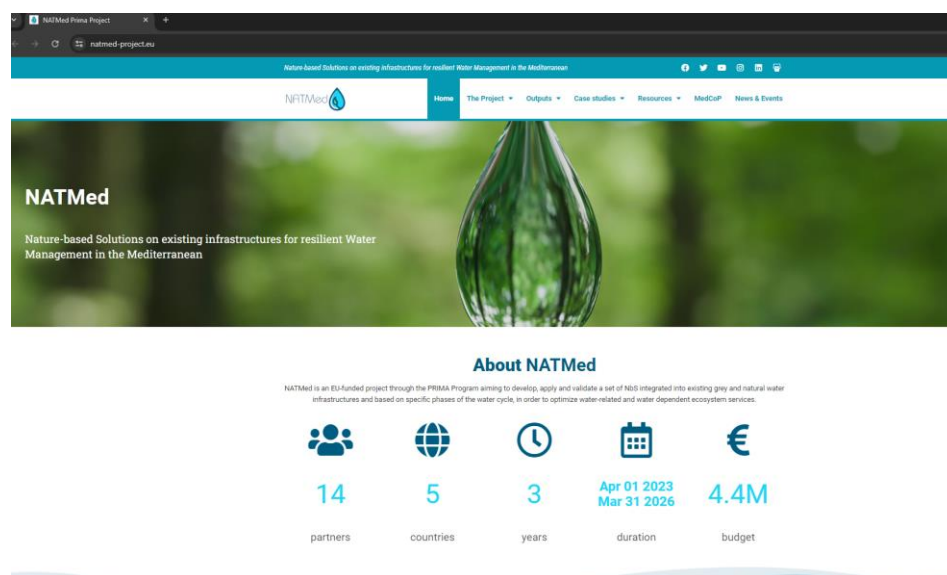 NATMed Prima Project
natmed-project.eu
Nature-based Solutions on existing infrastructures for resilient Water Management in the Mediterranean
NATMed
Home The Project Outputs Case studies Resources MedCoP News & Events
NATMed
Nature-based Solutions on existing infrastructures for resilient Water
Management in the Mediterranean
About NATMed
NATMed is an EU-funded project through the PRIMA Program aiming to develop, apply and validate a set of NbS integrated into existing grey and natural water
infrastructures and based on specific phases of the water cycle, in order to optimize water-related and water dependent ecosystem services.
14 5 3 Apr 01 2023 4.4M
Mar 31 2026
partners countries years duration budget